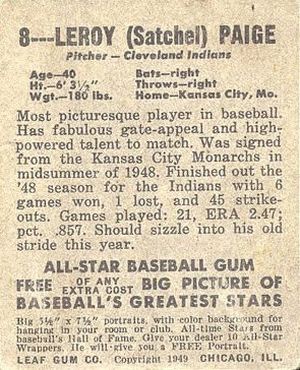 8---LEROY (Satchel) PAIGE
Pitcher — Cleveland Indians
Age—40 Bats—right
Ht.—6' 3½" Throws—right
Wgt.—180 lbs. Home—Kansas City, Mo.
Most picturesque player in baseball.
Has fabulous gate-appeal and high-
powered talent to match. Was signed
from the Kansas City Monarchs in
midsummer of 1948. Finished out the
'48 season for the Indians with 6
games won, 1 lost, and 45 strike-
outs. Games played: 21, ERA 2.47;
pct. .857. Should sizzle into his old
stride this year.
ALL-STAR BASEBALL GUM
FREE OF ANY EXTRA COST BIG PICTURE OF
BASEBALL'S GREATEST STARS
Big 5½" x 7½" portraits, with color background for
hanging in your room or club. All-time Stars from
baseball's Hall of Fame. Give your dealer 10 All-Star
Wrappers. He will give you a FREE Portrait.
LEAF GUM CO. Copyright 1949 CHICAGO, ILL.